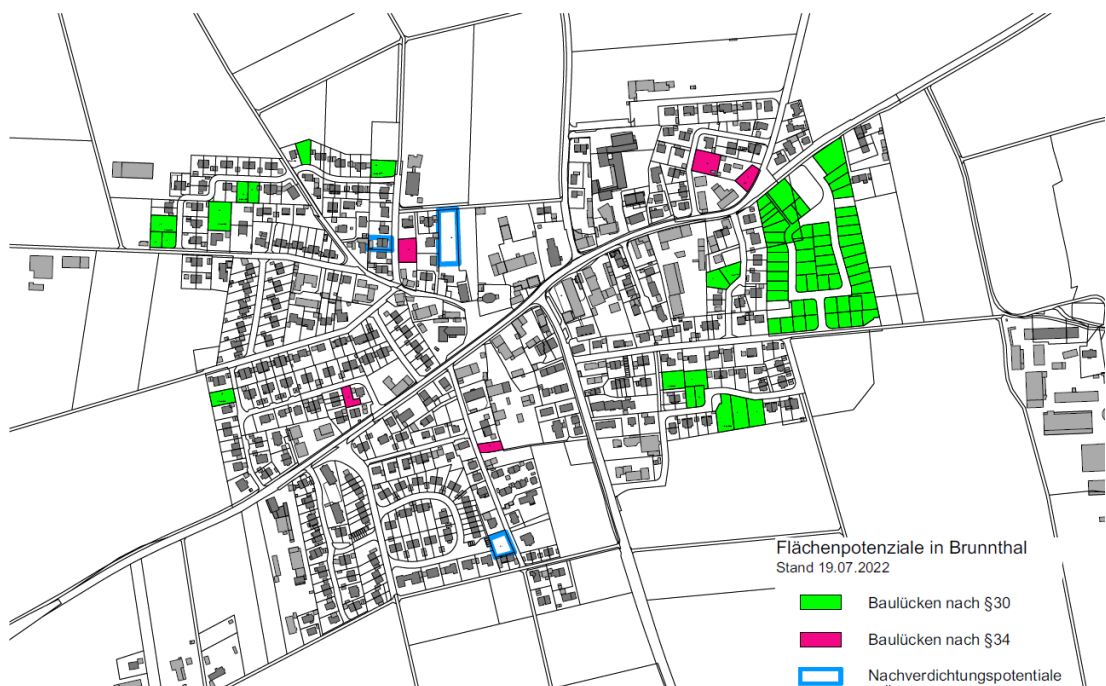 Flächenpotenziale in Brunnthal
Stand 19.07.2022
Baulücken nach §30
Baulücken nach §34
Nachverdichtungspotentiale